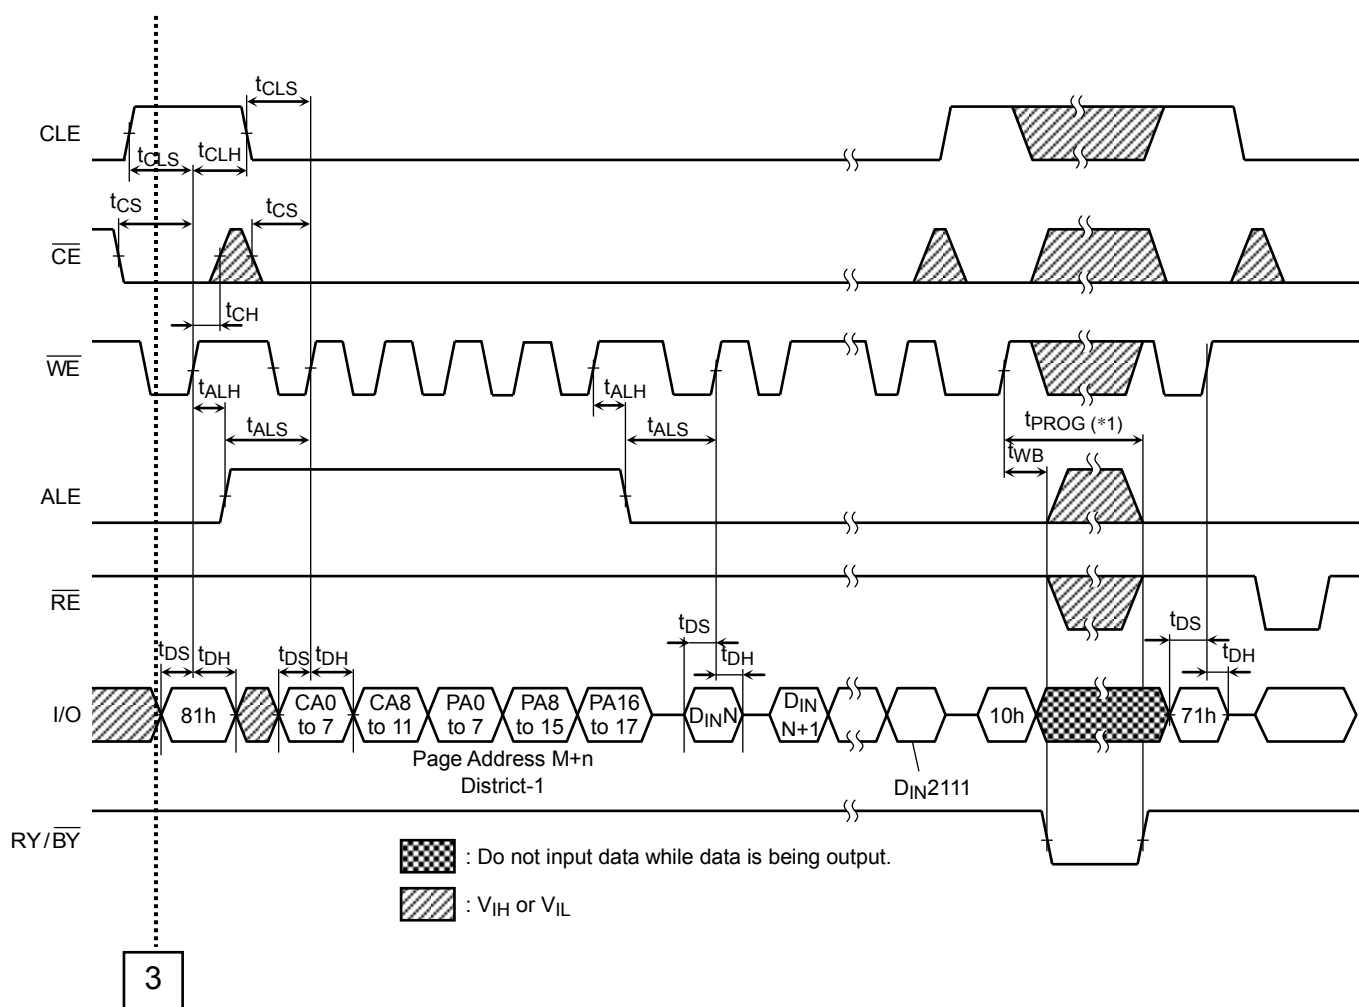 tCLS
CLE
tCLS
tCLH
tCS
tCS
CE
tCH
WE
tALH
tALH
tALS
tALS
tPROG (*1)
tWB
ALE
RE
tDS
tDH
tDS
tDH
tDS
tDH
tDS
tDH
I/O
81h
CA0 to 7
CA8 to 11
PA0 to 7
PA8 to 15
PA16 to 17
DINN
DIN N+1
10h
71h
Page Address M+n
District-1
DIN2111
RY/BY
: Do not input data while data is being output.
: VIH or VIL
3